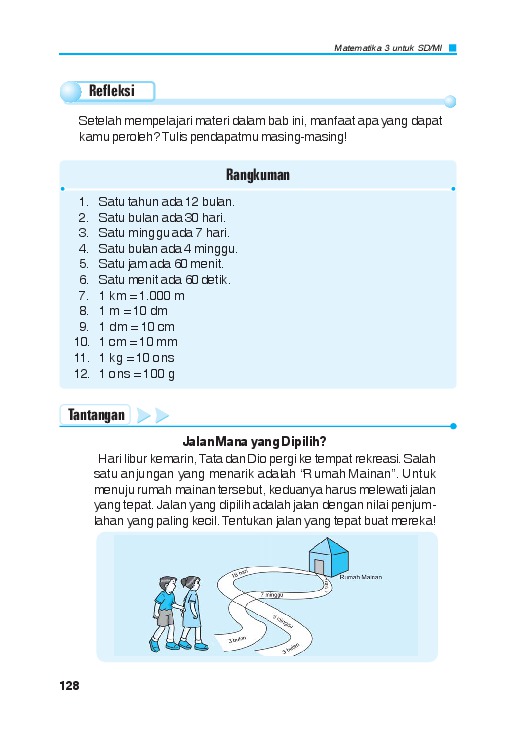 Matematika 3 untuk SD/MI
Refleksi
Setelah mempelajari materi dalam bab ini, manfaat apa yang dapat
kamu peroleh? Tulis pendapatmu masing-masing!
Rangkuman
1. Satu tahun ada 12 bulan.
2. Satu bulan ada 30 hari.
3. Satu minggu ada 7 hari.
4. Satu bulan ada 4 minggu.
5. Satu jam ada 60 menit.
6. Satu menit ada 60 detik.
7. 1 km = 1.000 m
8. 1 m = 10 dm
9. 1 dm = 10 cm
10. 1 cm = 10 mm
11. 1 kg = 10 ons
12. 1 ons = 100 g
Tantangan
Jalan Mana yang Dipilih?
Hari libur kemarin, Tata dan Dio pergi ke tempat rekreasi. Salah
satu anjungan yang menarik adalah “Rumah Mainan”. Untuk
menuju rumah mainan tersebut, keduanya harus melewati jalan
yang tepat. Jalan yang dipilih adalah jalan dengan nilai penjum-
lahan yang paling kecil. Tentukan jalan yang tepat buat mereka!
Rumah Mainan
7 minggu
minggu
3 bulan
3 bulan
128